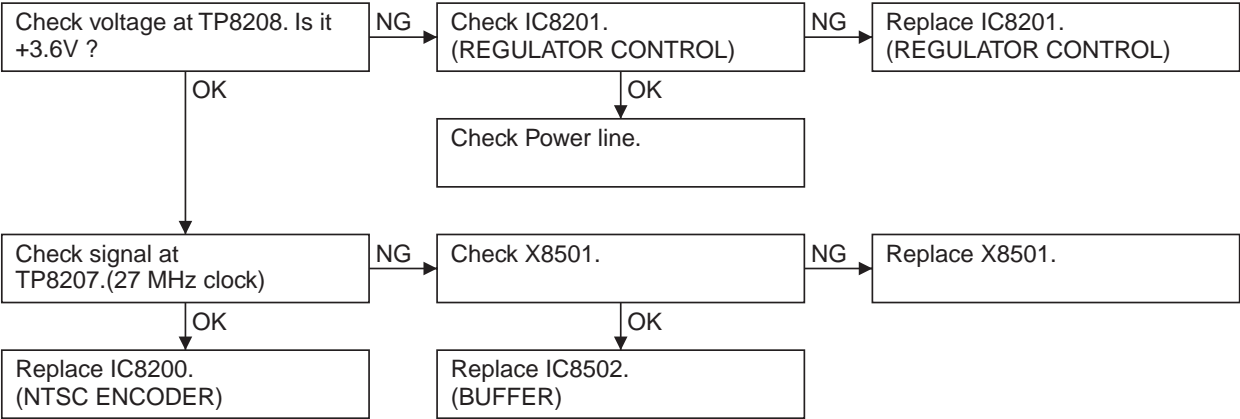 Check voltage at TP8208. Is it
+3.6V ?
NG
Check IC8201.
(REGULATOR CONTROL)
NG
Replace IC8201.
(REGULATOR CONTROL)
OK
OK
Check Power line.
Check signal at
TP8207.(27 MHz clock)
NG
Check X8501.
NG
Replace X8501.
OK
OK
Replace IC8200.
(NTSC ENCODER)
Replace IC8502.
(BUFFER)